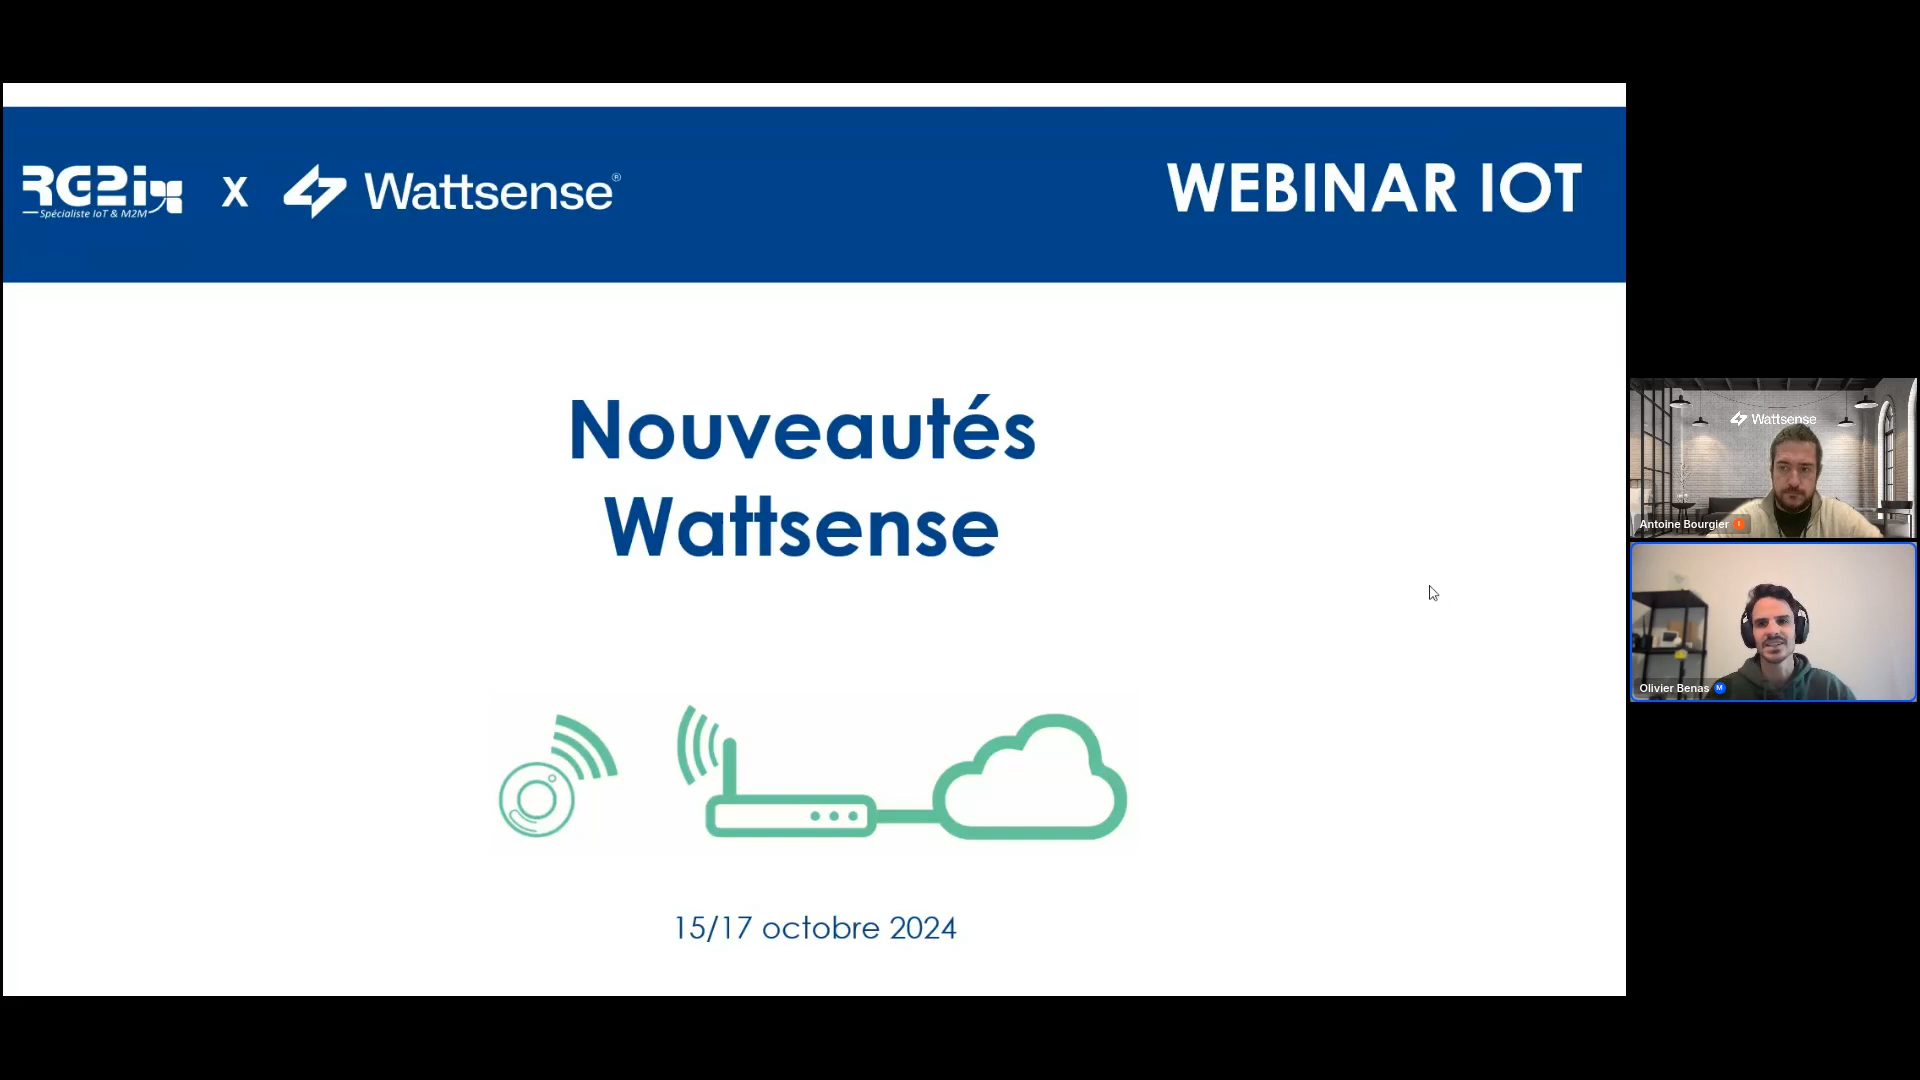 RG2i
Spécialiste IoT & M2M
X
Wattsense®
WEBINAR IOT
Nouveautés
Wattsense
15/17 octobre 2024
Wattsense
Antoine Bourgier I
Olivier Benas M